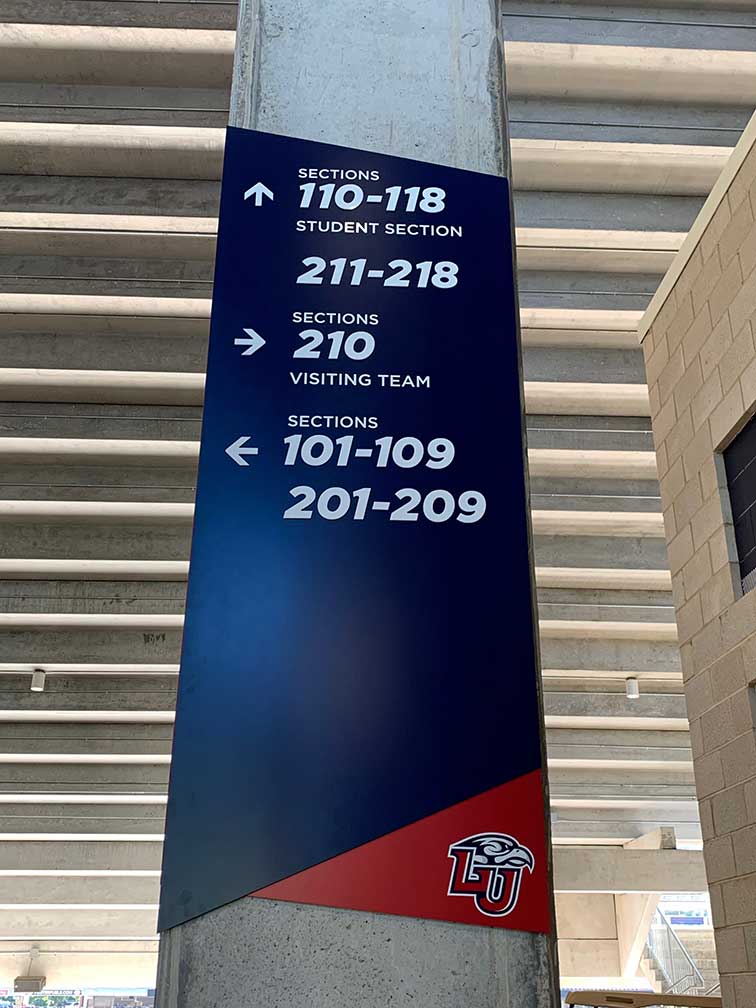 SECTIONS
↑ 110-118
STUDENT SECTION
211-218
SECTIONS
→ 210
VISITING TEAM
SECTIONS
← 101-109
201-209
LU